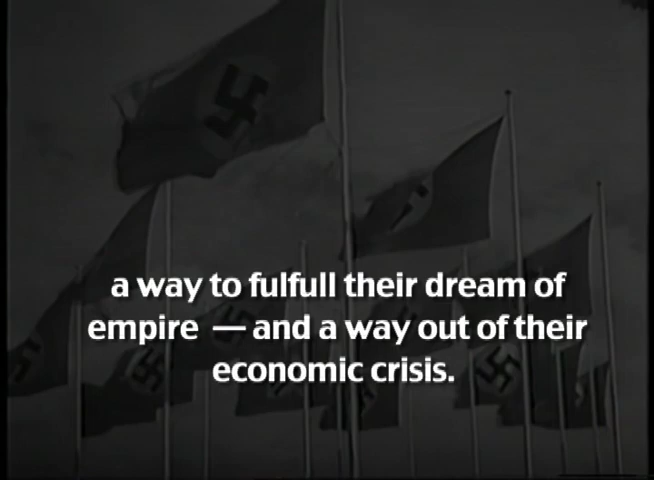 a way to fulfull their dream of
empire — and a way out of their
economic crisis.